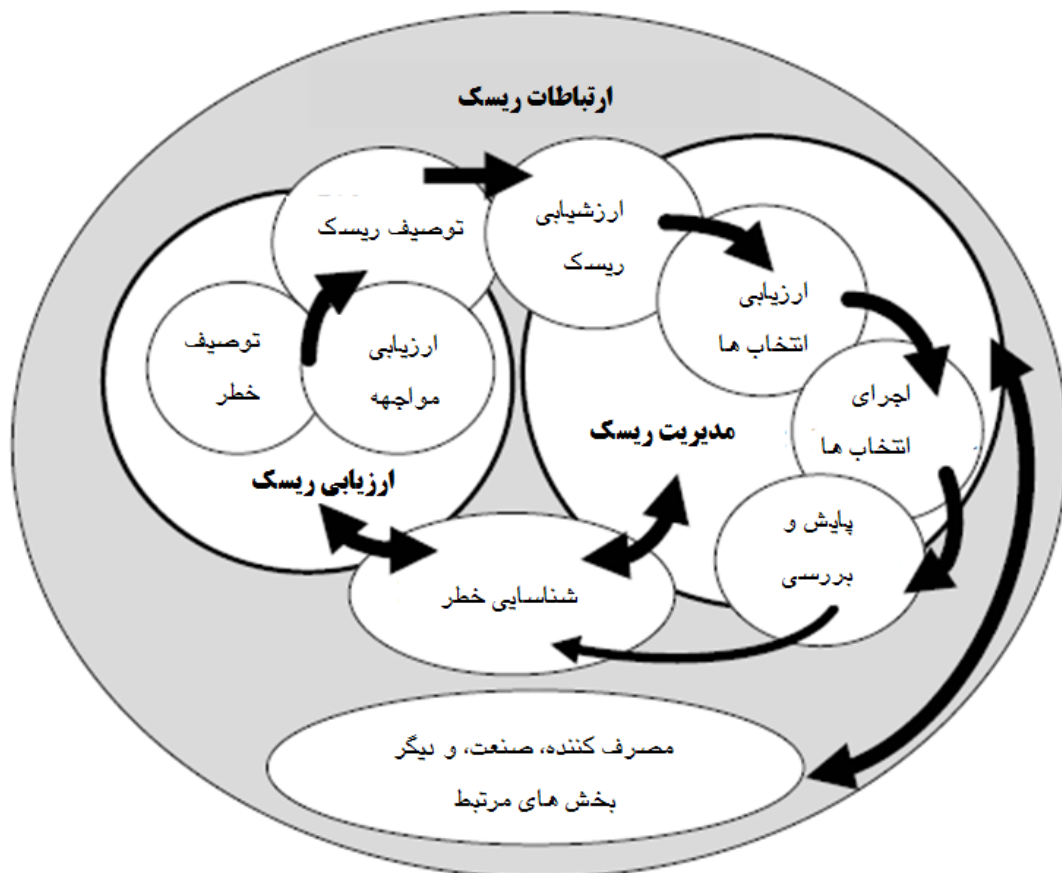 ارتباطات ریسک
توصیف ریسک
ارزشیابی
ریسک
ارزیابی
انتخاب ها
توصیف
خطر
ارزیابی
مواجهه
اجرای
انتخاب ها
مدیریت ریسک
ارزیابی ریسک
پایش و
بررسی
شناسایی خطر
مصرف کننده، صنعت، و دیگر
بخش های مرتبط